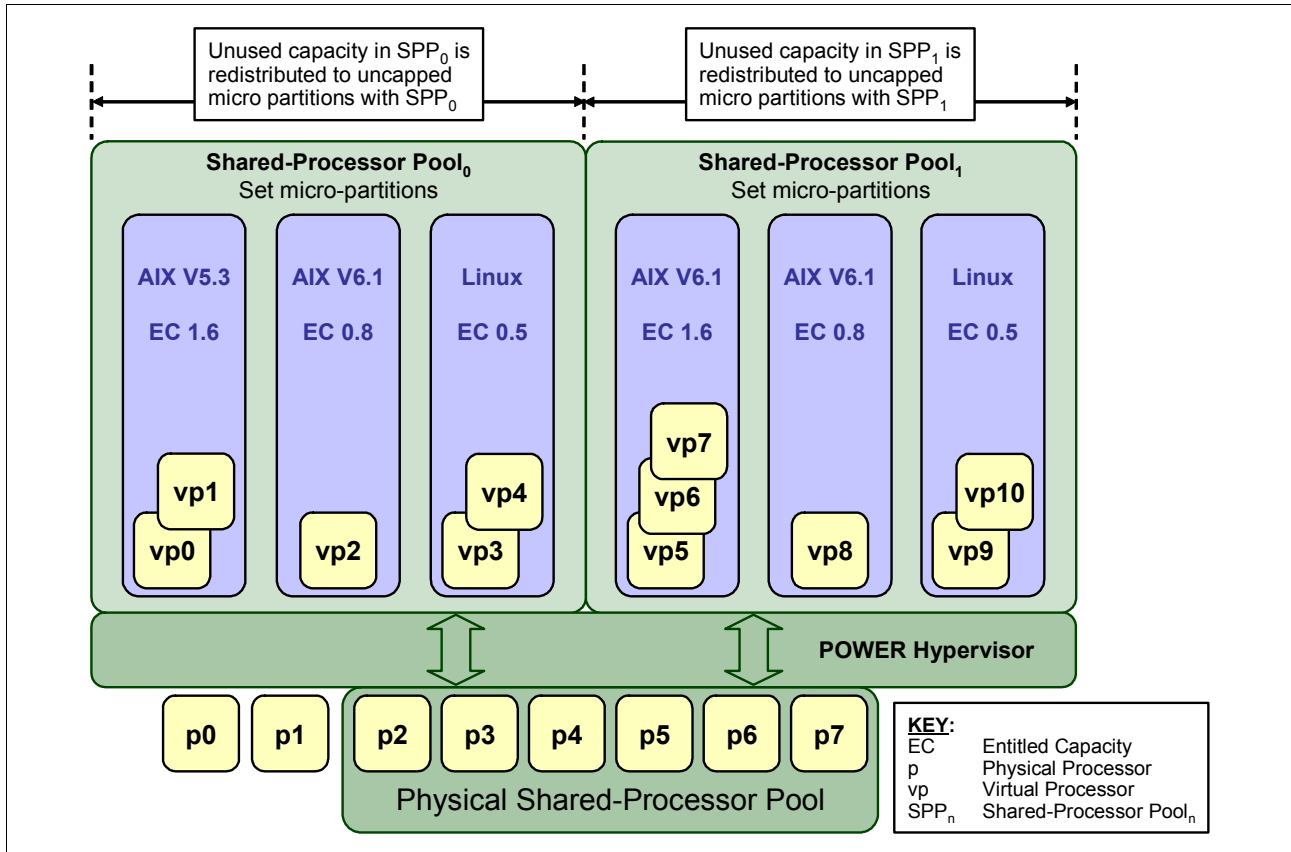 Unused capacity in SPP0 is
redistributed to uncapped
micro partitions with SPP0
Unused capacity in SPP1 is
redistributed to uncapped
micro partitions with SPP1
Shared-Processor Pool0
Set micro-partitions
Shared-Processor Pool1
Set micro-partitions
AIX V5.3
EC 1.6
vp1
vp0
AIX V6.1
EC 0.8
vp2
Linux
EC 0.5
vp4
vp3
AIX V6.1
EC 1.6
vp7
vp6
vp5
AIX V6.1
EC 0.8
vp8
Linux
EC 0.5
vp10
vp9
POWER Hypervisor
p0
p1
p2
p3
p4
p5
p6
p7
Physical Shared-Processor Pool
KEY:
EC Entitled Capacity
p Physical Processor
vp Virtual Processor
SPPn Shared-Processor Pooln